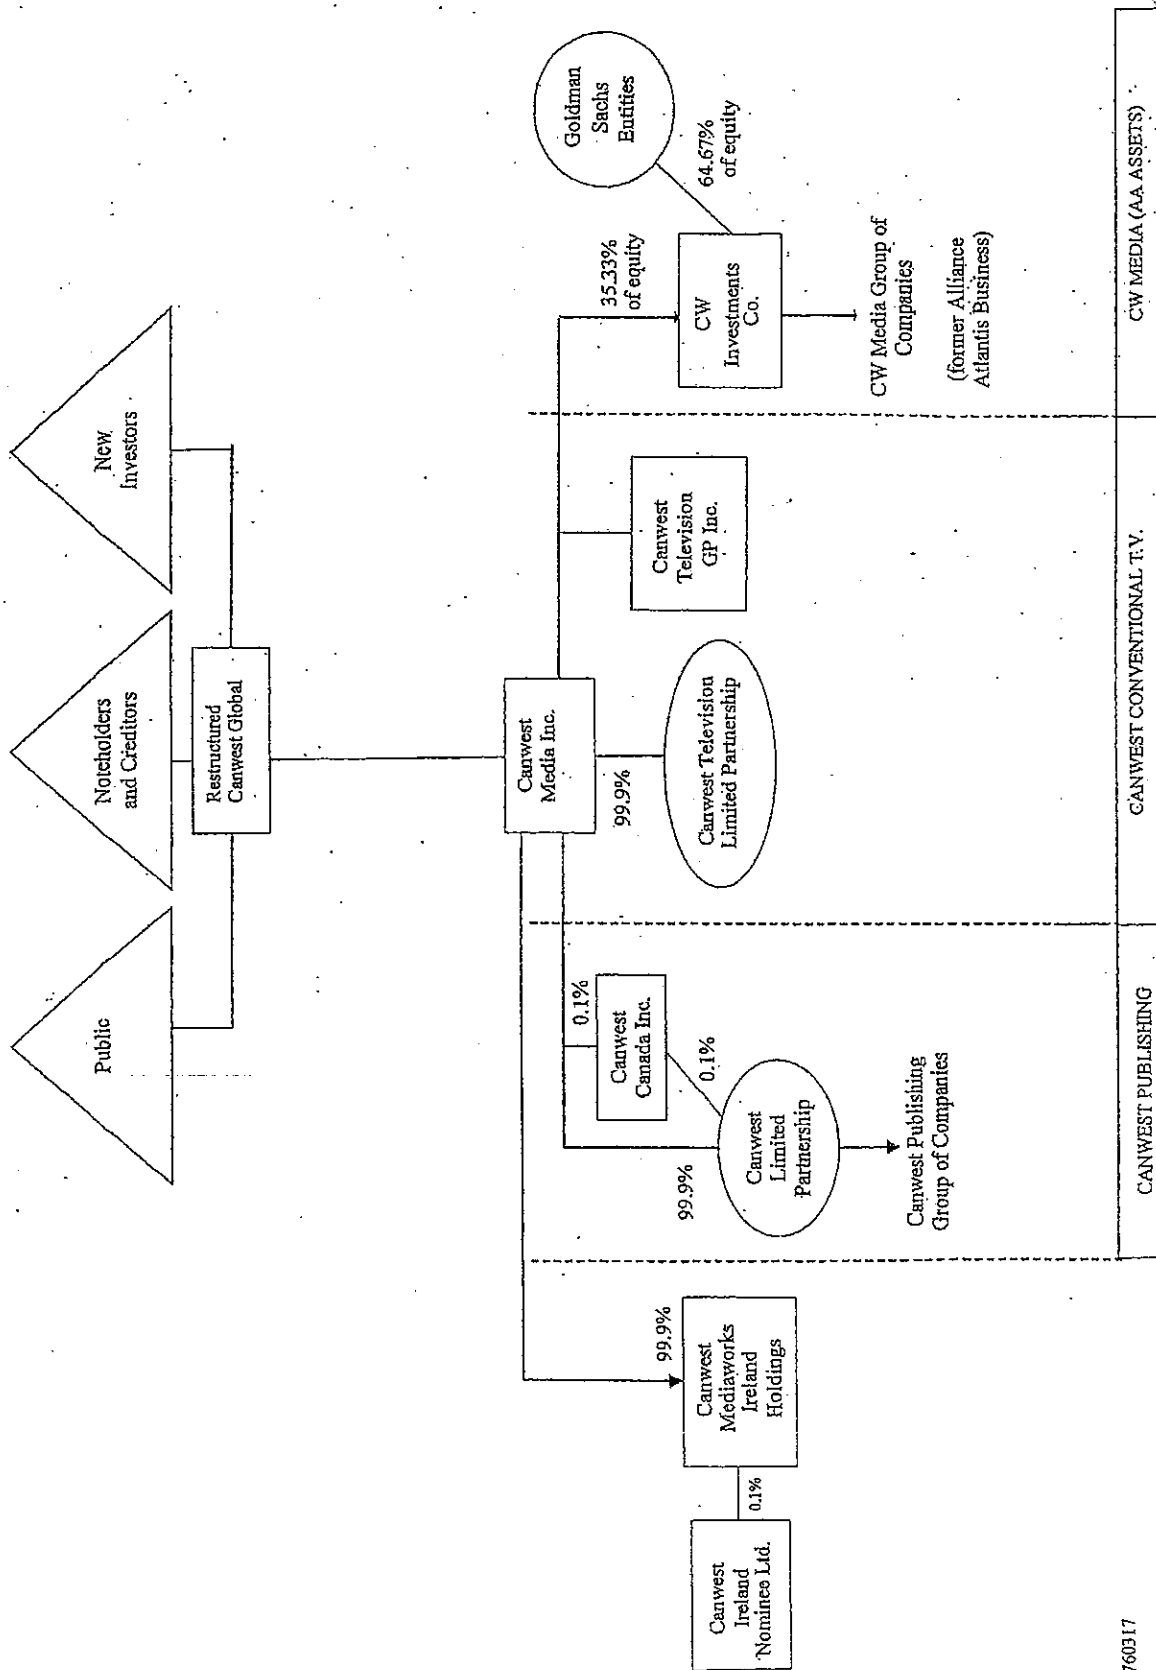 Public
Noteholders
and Creditors
New
Investors
Restructured
Canwest Global
Canwest
Media Inc.
99.9%
0.1%
99.9%
35.33%
of equity
Goldman
Sachs
Entities
64.67%
of equity
Canwest
Ireland
Nominee Ltd.
0.1%
Canwest
Mediaworks
Ireland
Holdings
99.9%
Canwest
Limited
Partnership
Canwest
Canada Inc.
0.1%
Canwest Television
Limited Partnership
Canwest
Television
GP Inc.
CW
Investments
Co.
Canwest Publishing
Group of Companies
CW Media Group of
Companies
(former Alliance
Atlantis Business)
CANWEST PUBLISHING
CANWEST CONVENTIONAL T.V.
CW MEDIA (AA ASSETS)
760317